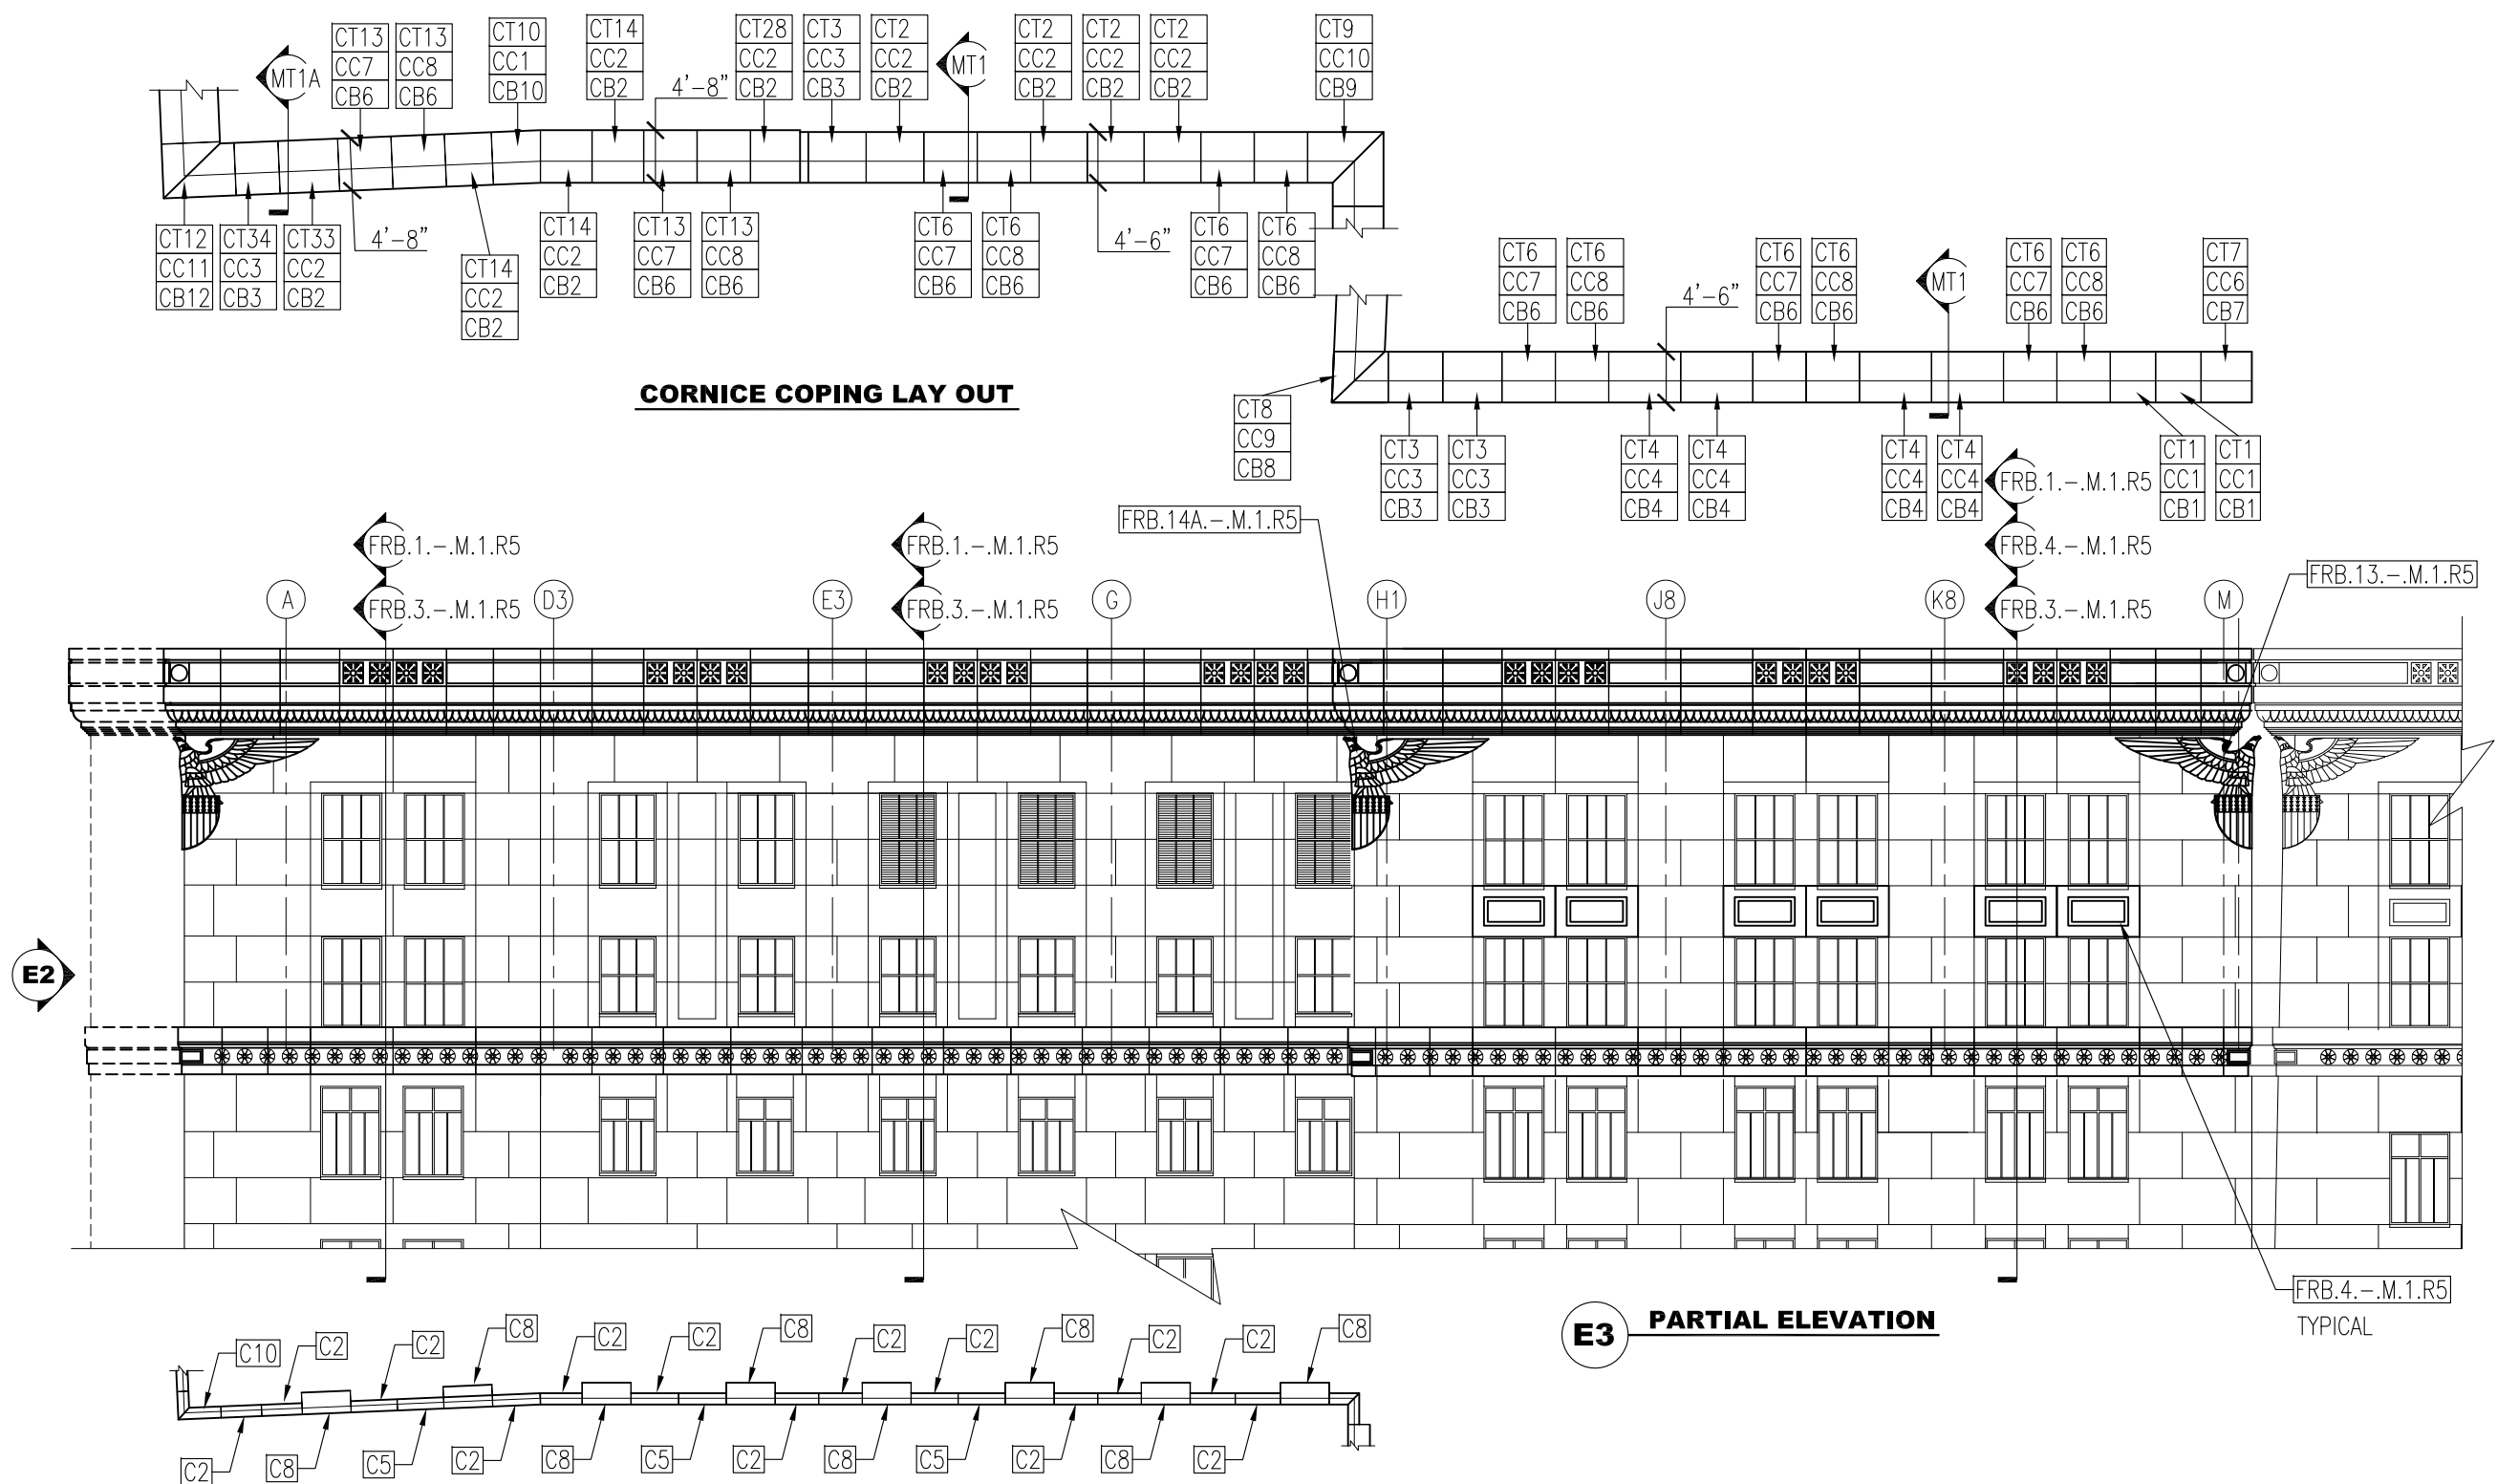 CT13
CC7
CB6
CT13
CC8
CB6
CT10
CC1
CB10
CT14
CC2
CB2
CT28
CC2
CB2
CT3
CC3
CB3
CT2
CC2
CB2
CT2
CC2
CB2
CT2
CC2
CB2
CT2
CC2
CB2
CT9
CC10
CB9
MT1A
4'-8"
MT1
CT12
CC11
CB12
CT34
CC3
CB3
CT33
CC2
CB2
4'-8"
CT14
CC2
CB2
CT14
CC2
CB2
CT13
CC7
CB6
CT13
CC8
CB6
CT6
CC7
CB6
CT6
CC8
CB6
4'-6"
CT6
CC7
CB6
CT6
CC8
CB6
CT6
CC7
CB6
CT6
CC8
CB6
4'-6"
CT6
CC7
CB6
CT6
CC8
CB6
MT1
CT6
CC7
CB6
CT6
CC8
CB6
CT7
CC6
CB7
CORNICE COPING LAY OUT
CT8
CC9
CB8
CT3
CC3
CB3
CT3
CC3
CB3
CT4
CC4
CB4
CT4
CC4
CB4
CT4
CC4
CB4
CT4
CC4
CB4
CT1
CC1
CB1
CT1
CC1
CB1
FRB.1.-.M.1.R5
FRB.14A.-.M.1.R5
FRB.1.-.M.1.R5
FRB.1.-.M.1.R5
FRB.4.-.M.1.R5
FRB.13.-.M.1.R5
A
FRB.3.-.M.1.R5
D3
E3
FRB.3.-.M.1.R5
G
H1
J8
K8
FRB.3.-.M.1.R5
M
E2
FRB.4.-.M.1.R5
TYPICAL
E3
PARTIAL ELEVATION
C10
C2
C2
C8
C2
C2
C8
C2
C2
C8
C2
C2
C8
C2
C8
C5
C2
C8
C5
C2
C8
C5
C2
C8
C2